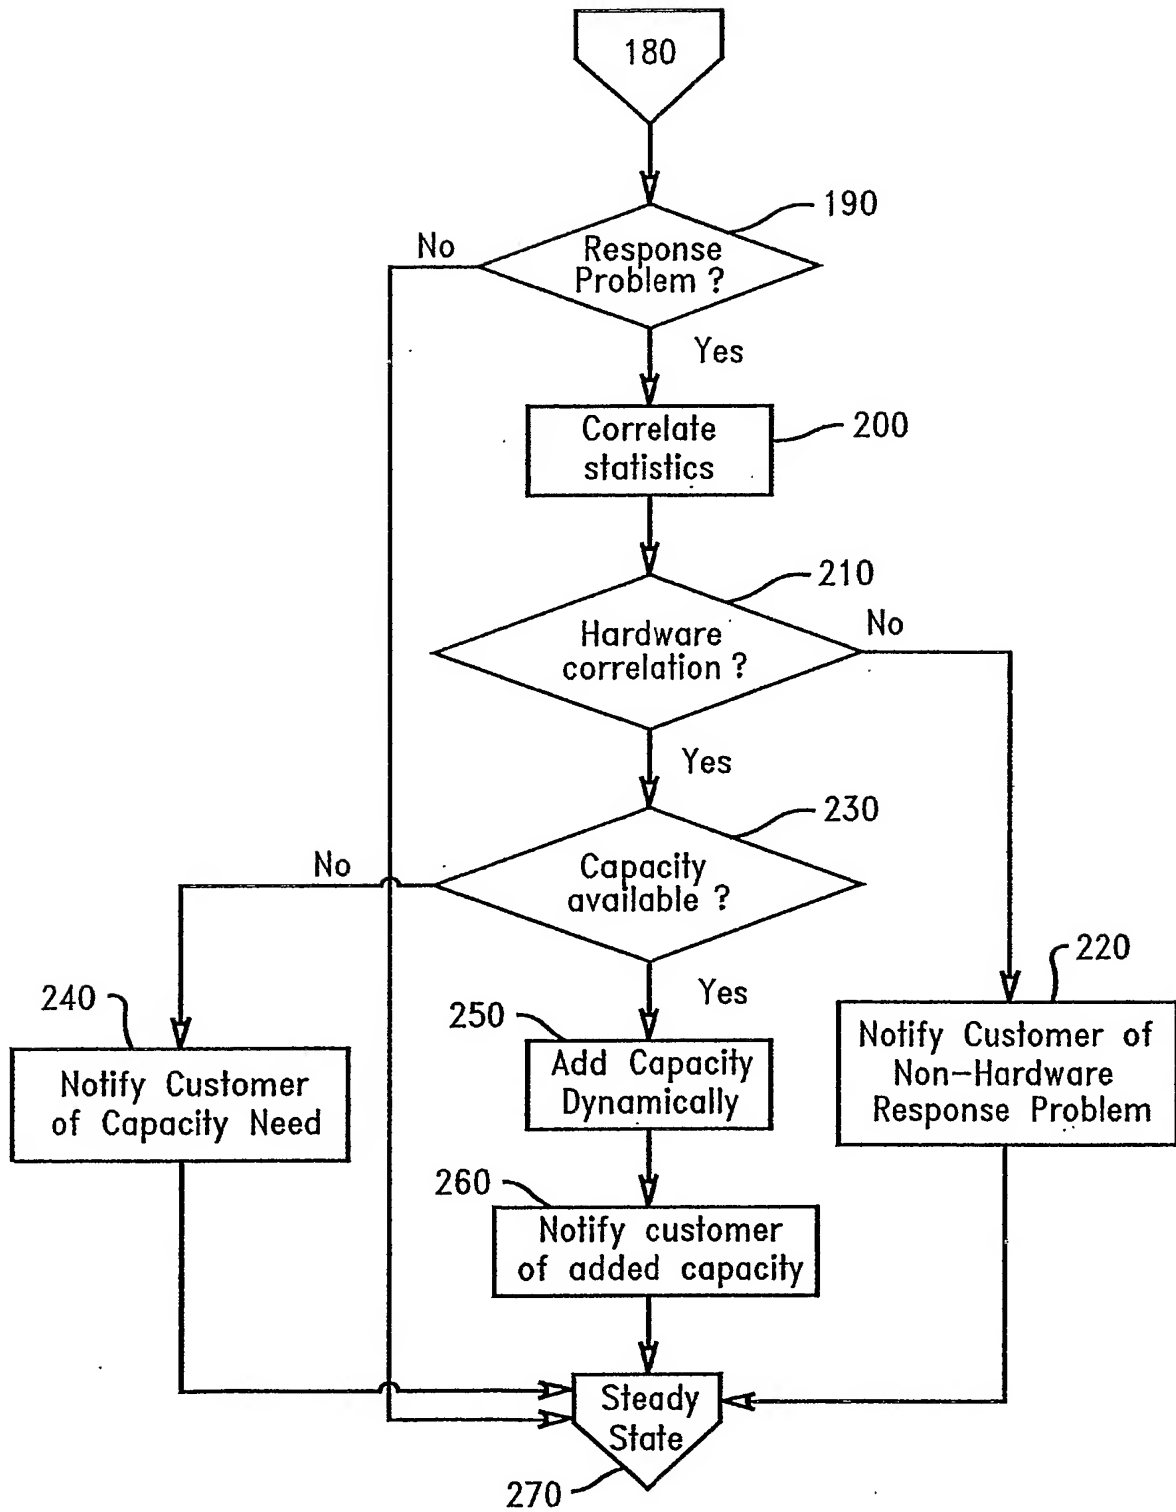 180
190
No
Response
Problem ?
Yes
200
Correlate
statistics
210
No
Hardware
correlation ?
Yes
230
No
Capacity
available ?
220
240
Yes
250
Notify Customer of
Non-Hardware
Response Problem
Add Capacity
Dynamically
Notify Customer
of Capacity Need
260
Notify customer
of added capacity
Steady
State
270